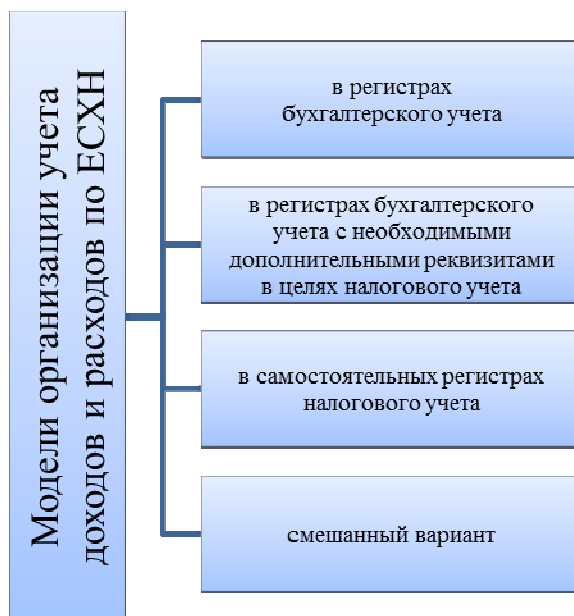 Модели организации учета
доходов и расходов по ЕСХН
в регистрах
бухгалтерского учета
в регистрах бухгалтерского
учета с необходимыми
дополнительными реквизитами
в целях налогового учета
в самостоятельных регистрах
налогового учета
смешанный вариант